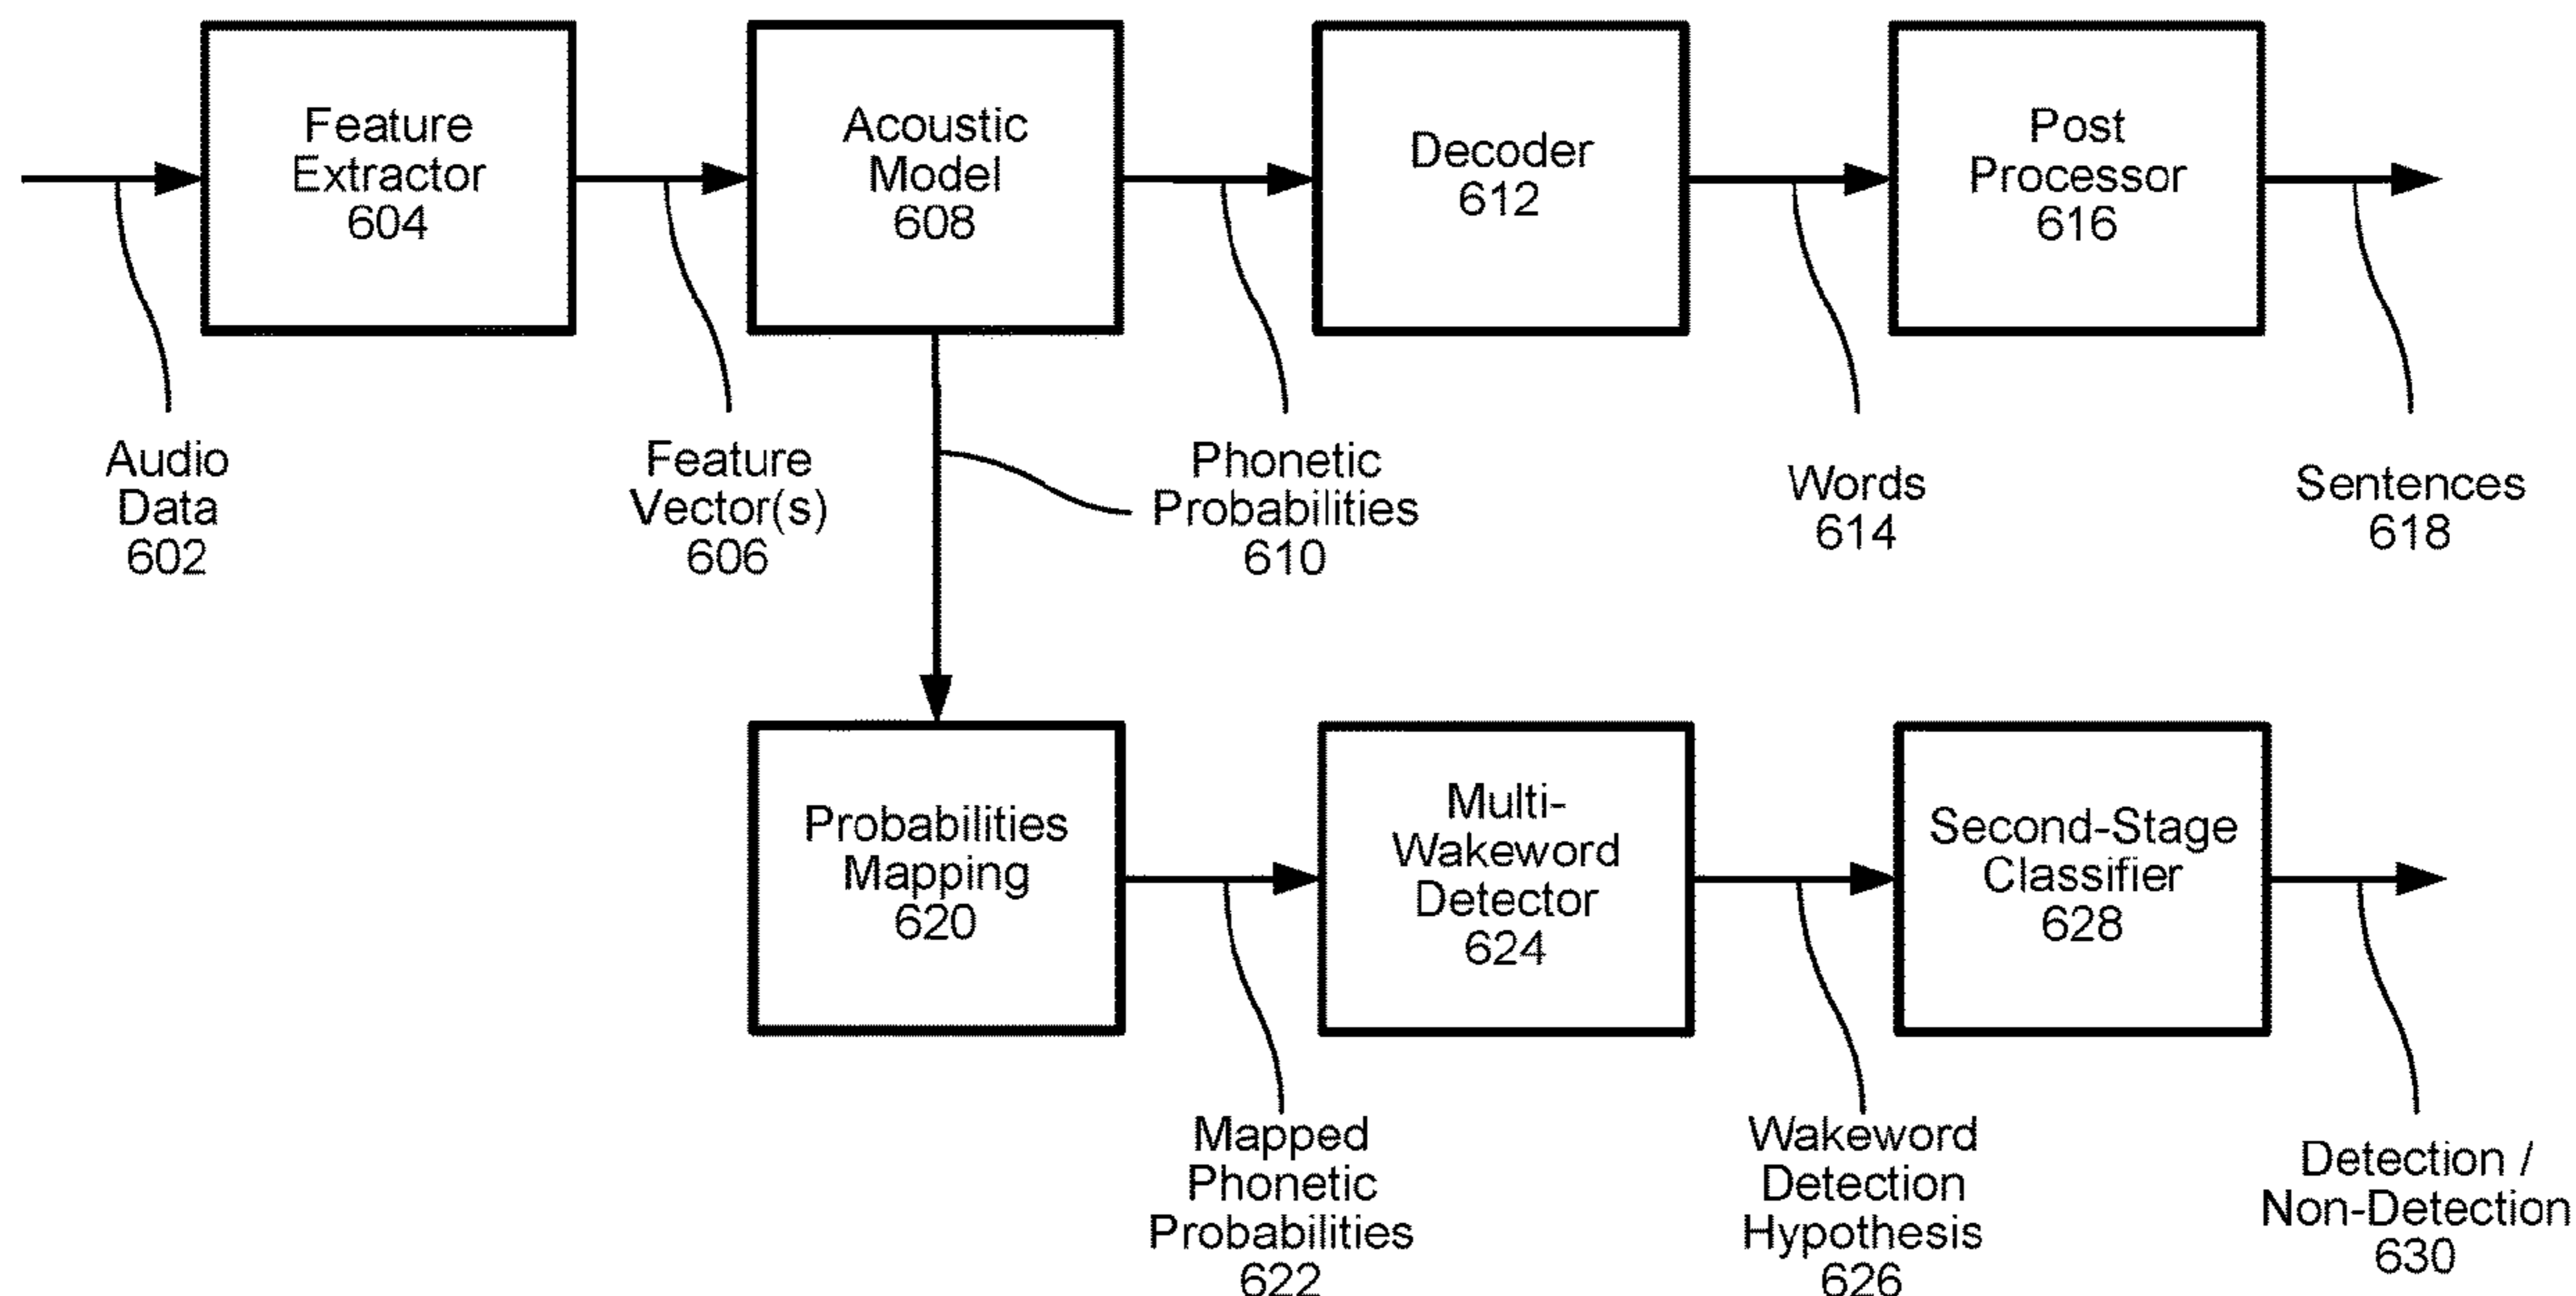 Feature
Extractor
604
Acoustic
Model
608
Decoder
612
Post
Processor
616
Audio
Data
602
Feature
Vector(s)
606
Phonetic
Probabilities
610
Words
614
Sentences
618
Probabilities
Mapping
620
Multi-
Wakeword
Detector
624
Second-Stage
Classifier
628
Mapped
Phonetic
Probabilities
622
Wakeword
Detection
Hypothesis
626
Detection /
Non-Detection
630